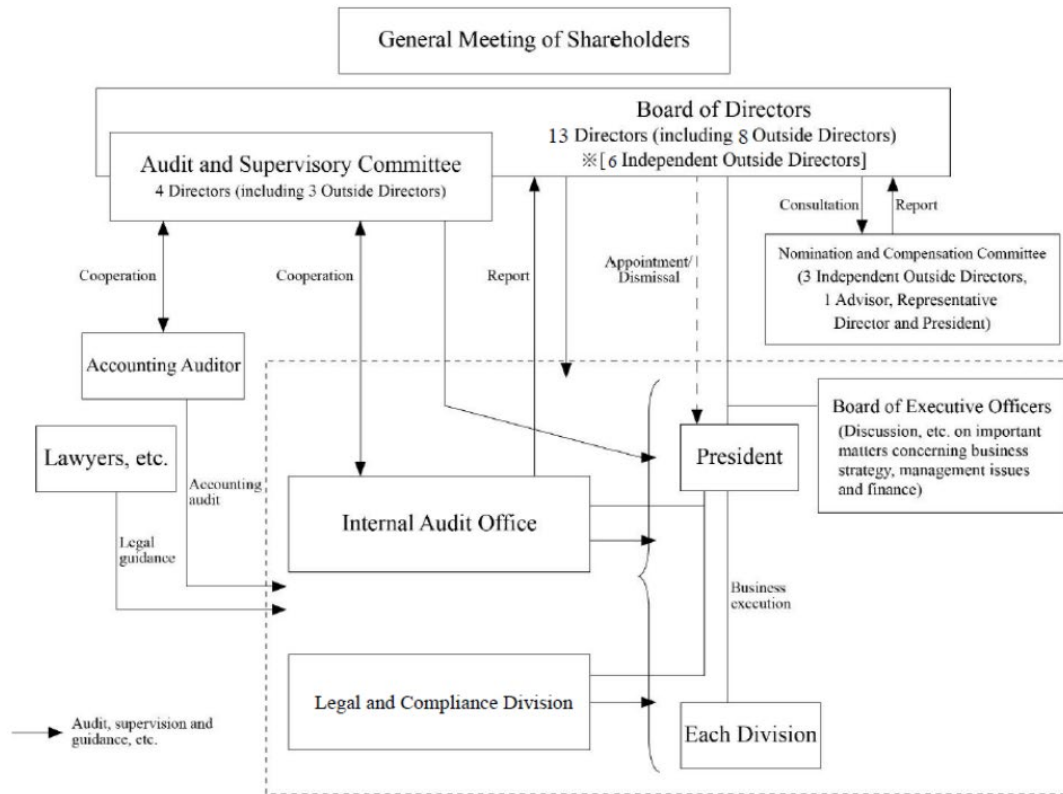 General Meeting of Shareholders
Board of Directors
13 Directors (including 8 Outside Directors)
※[6 Independent Outside Directors]
Audit and Supervisory Committee
4 Directors (including 3 Outside Directors)
Consultation
Report
Cooperation
Cooperation
Report
Appointment/
Dismissal
Nomination and Compensation Committee
(3 Independent Outside Directors,
1 Advisor, Representative
Director and President)
Accounting Auditor
Board of Executive Officers
(Discussion, etc. on important
matters concerning business
strategy, management issues
and finance)
Lawyers, etc.
President
Accounting
audit
Internal Audit Office
Legal
guidance
Business
execution
Legal and Compliance Division
Each Division
Audit, supervision and
guidance, etc.